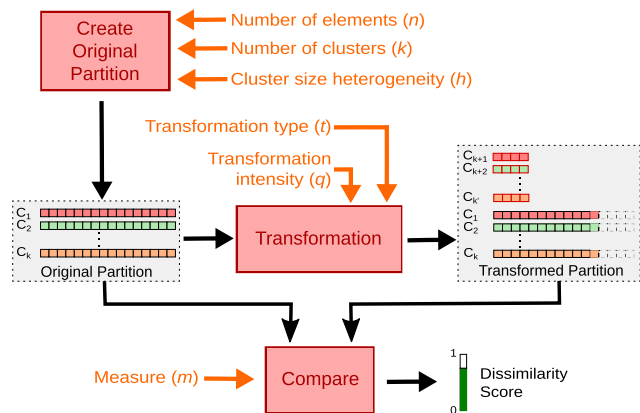 Create
Original
Partition
Number of elements (n)
Number of clusters (k)
Cluster size heterogeneity (h)
Transformation type (t)
Transformation
intensity (q)
C1
C2
Ck
Original Partition
Transformation
Ck+1
Ck+2
Ck'
C1
C2
Ck
Transformed Partition
Measure (m)
Compare
1
0
Dissimilarity
Score